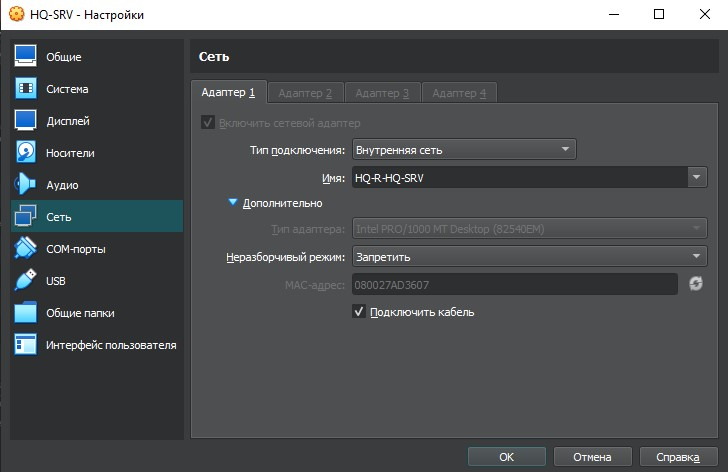 HQ-SRV - Настройки
Общие
Система
Дисплей
Носители
Аудио
Сеть
COM-порты
USB
Общие папки
Интерфейс пользователя
Сеть
Адаптер 1 Адаптер 2 Адаптер 3 Адаптер 4
Включить сетевой адаптер
Тип подключения: Внутренняя сеть
Имя: HQ-R-HQ-SRV
Дополнительно
Тип адаптера: Intel PRO/1000 MT Desktop (82540EM)
Неразборчивый режим: Запретить
MAC-адрес: 080027AD3607
Подключить кабель
OK Отмена Справка